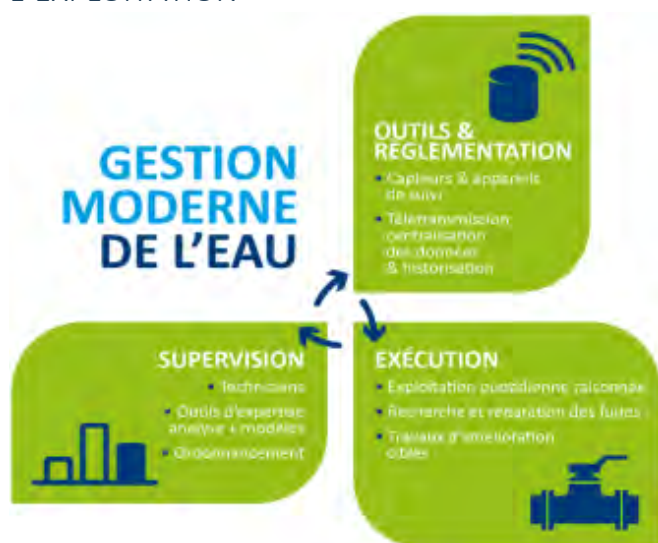 GESTION
MODERNE
DE L'EAU
OUTILS &
RÉGLEMENTATION
• Capteurs & appareils
de suivi
• Télétransmission
centralisation
des données
& historisation
SUPERVISION
• Techniciens
• Outils d'expertise
analyse + modèles
• Ordonnancement
EXÉCUTION
• Exploitation quotidienne raisonnée
• Recherche et réparation des fuites
• Travaux d'amélioration
ciblés